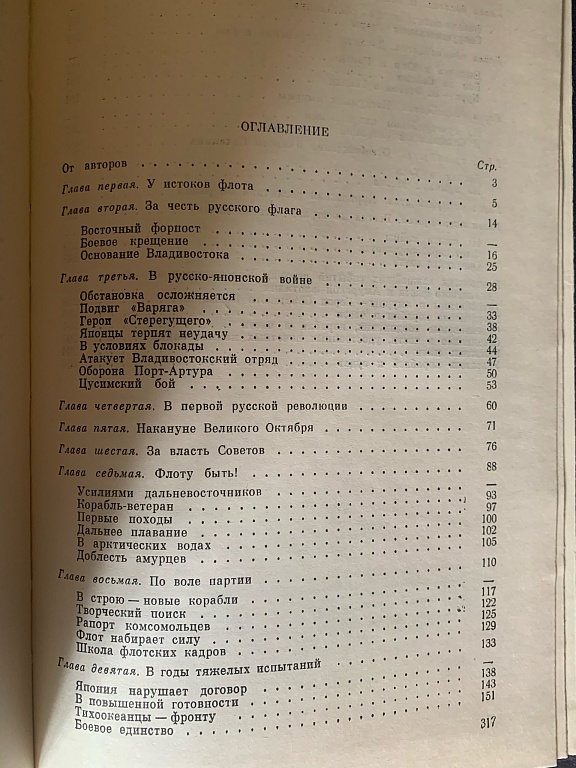 ОГЛАВЛЕНИЕ
Стр.
От авторов . . . . . . . . . . 3
Глава первая. У истоков флота . . . . . . . . . . 5
Глава вторая. За честь русского флага . . . . . . . . . . 14
Восточный форпост . . . . . . . . . . —
Боевое крещение . . . . . . . . . . 16
Основание Владивостока . . . . . . . . . . 25
Глава третья. В русско-японской войне . . . . . . . . . . 28
Обстановка осложняется . . . . . . . . . . —
Подвиг «Варяга» . . . . . . . . . . 33
Герои «Стерегущего» . . . . . . . . . . 38
Японцы терпят неудачу . . . . . . . . . . 42
В условиях блокады . . . . . . . . . . 44
Атакует Владивостокский отряд . . . . . . . . . . 47
Оборона Порт-Артура . . . . . . . . . . 50
Цусимский бой . . . . . . . . . . 53
Глава четвертая. В первой русской революции . . . . . . . . . . 60
Глава пятая. Накануне Великого Октября . . . . . . . . . . 71
Глава шестая. За власть Советов . . . . . . . . . . 76
Глава седьмая. Флоту быть! . . . . . . . . . . 88
Усилиями дальневосточников . . . . . . . . . . —
Корабль-ветеран . . . . . . . . . . 93
Первые походы . . . . . . . . . . 97
Дальнее плавание . . . . . . . . . . 100
В арктических водах . . . . . . . . . . 102
Доблесть амурцев . . . . . . . . . . 105
Глава восьмая. По воле партии . . . . . . . . . . 110
В строю — новые корабли . . . . . . . . . . —
Творческий поиск . . . . . . . . . . 117
Рапорт комсомольцев . . . . . . . . . . 122
Флот набирает силу . . . . . . . . . . 125
Школа флотских кадров . . . . . . . . . . 129
Глава девятая. В годы тяжелых испытаний . . . . . . . . . . 133
Япония нарушает договор . . . . . . . . . . —
В повышенной готовности . . . . . . . . . . 138
Тихоокеанцы — фронту . . . . . . . . . . 143
Боевое единство . . . . . . . . . . 151
317